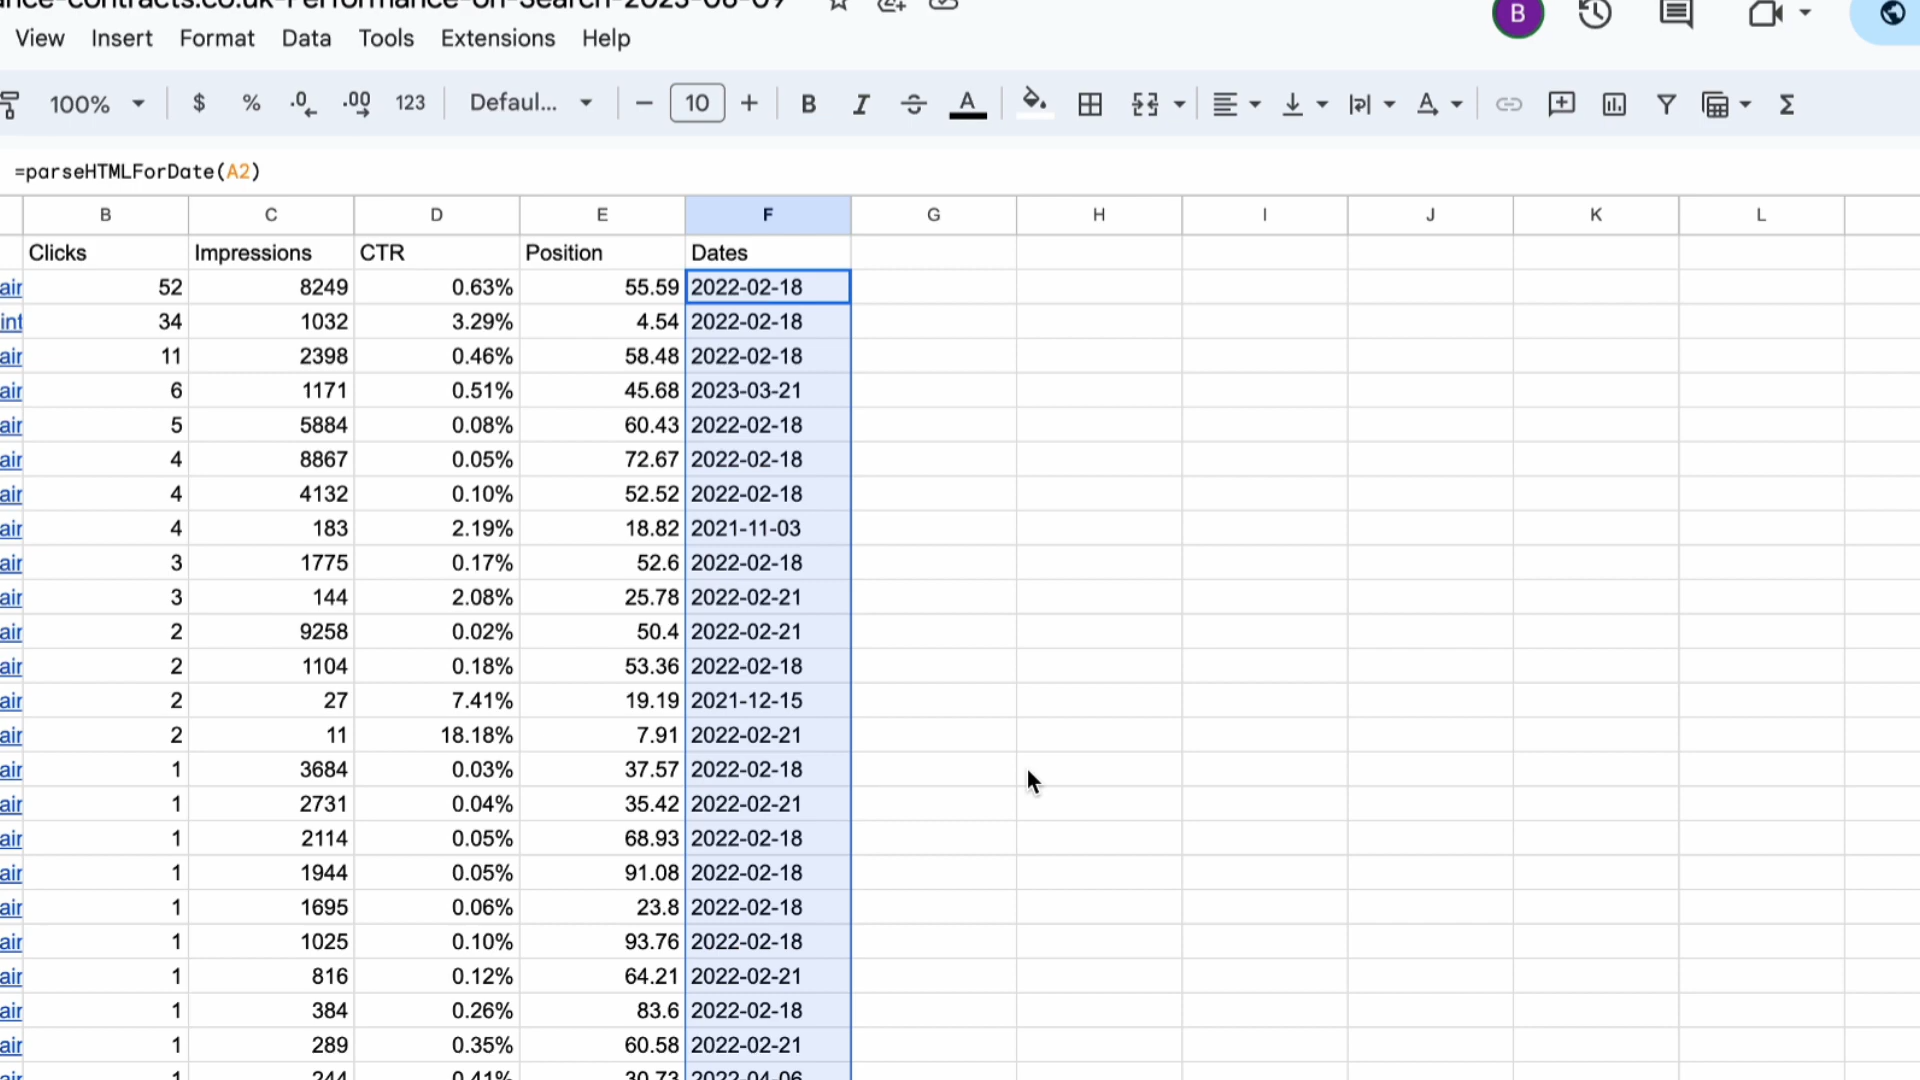 View Insert Format Data Tools Extensions Help B
100% $ % .0 .00 123 Defaul... − 10 + B I S A A Σ
=parseHTMLForDate(A2)
B C D E F G H I J K L
Clicks Impressions CTR Position Dates
air 52 8249 0.63% 55.59 2022-02-18
int 34 1032 3.29% 4.54 2022-02-18
air 11 2398 0.46% 58.48 2022-02-18
air 6 1171 0.51% 45.68 2023-03-21
air 5 5884 0.08% 60.43 2022-02-18
air 4 8867 0.05% 72.67 2022-02-18
air 4 4132 0.10% 52.52 2022-02-18
air 4 183 2.19% 18.82 2021-11-03
air 3 1775 0.17% 52.6 2022-02-18
air 3 144 2.08% 25.78 2022-02-21
air 2 9258 0.02% 50.4 2022-02-21
air 2 1104 0.18% 53.36 2022-02-18
air 2 27 7.41% 19.19 2021-12-15
air 2 11 18.18% 7.91 2022-02-21
air 1 3684 0.03% 37.57 2022-02-18
air 1 2731 0.04% 35.42 2022-02-21
air 1 2114 0.05% 68.93 2022-02-18
air 1 1944 0.05% 91.08 2022-02-18
air 1 1695 0.06% 23.8 2022-02-18
air 1 1025 0.10% 93.76 2022-02-18
air 1 816 0.12% 64.21 2022-02-21
air 1 384 0.26% 83.6 2022-02-18
air 1 289 0.35% 60.58 2022-02-21
air 1 244 0.41% 30.73 2022-04-06